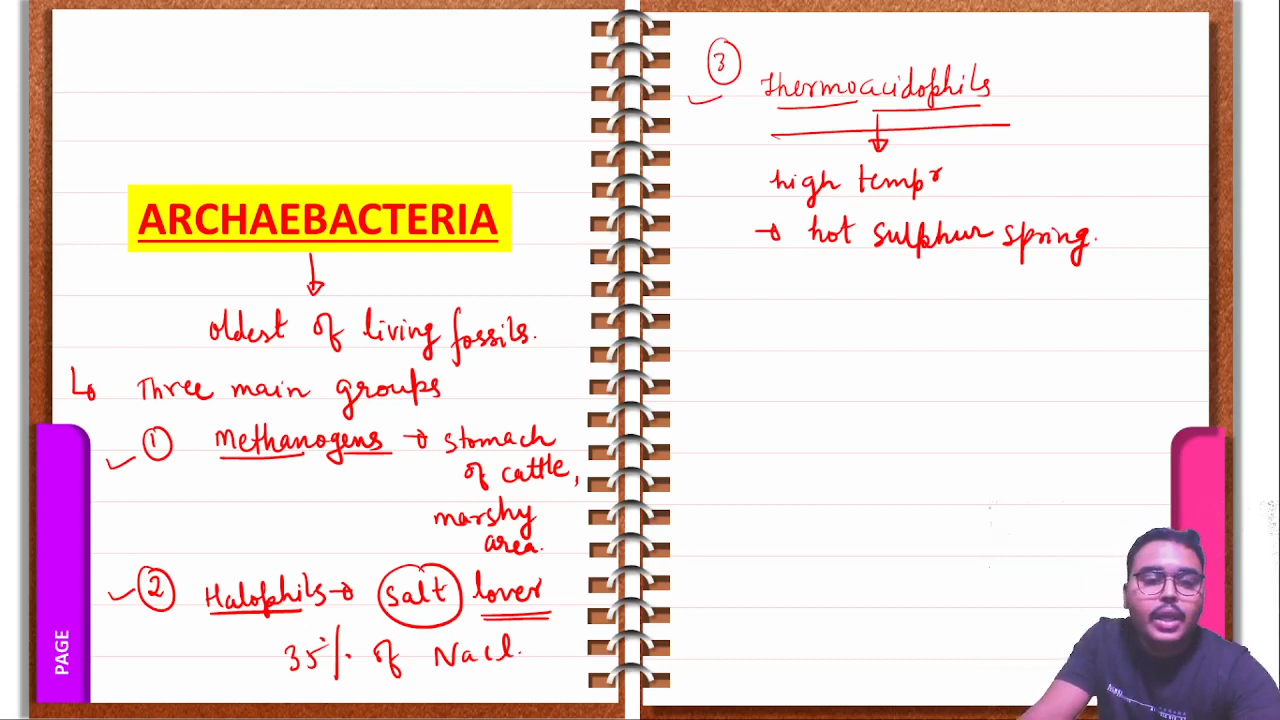 ARCHAEBACTERIA
oldest of living fossils.
Three main groups
① Methanogens → stomach
of cattle,
marshy
area.
② Halophils → salt lover
35% of NaCl.
PAGE
③ Thermoacidophils
high tempr
→ hot sulphur spring.